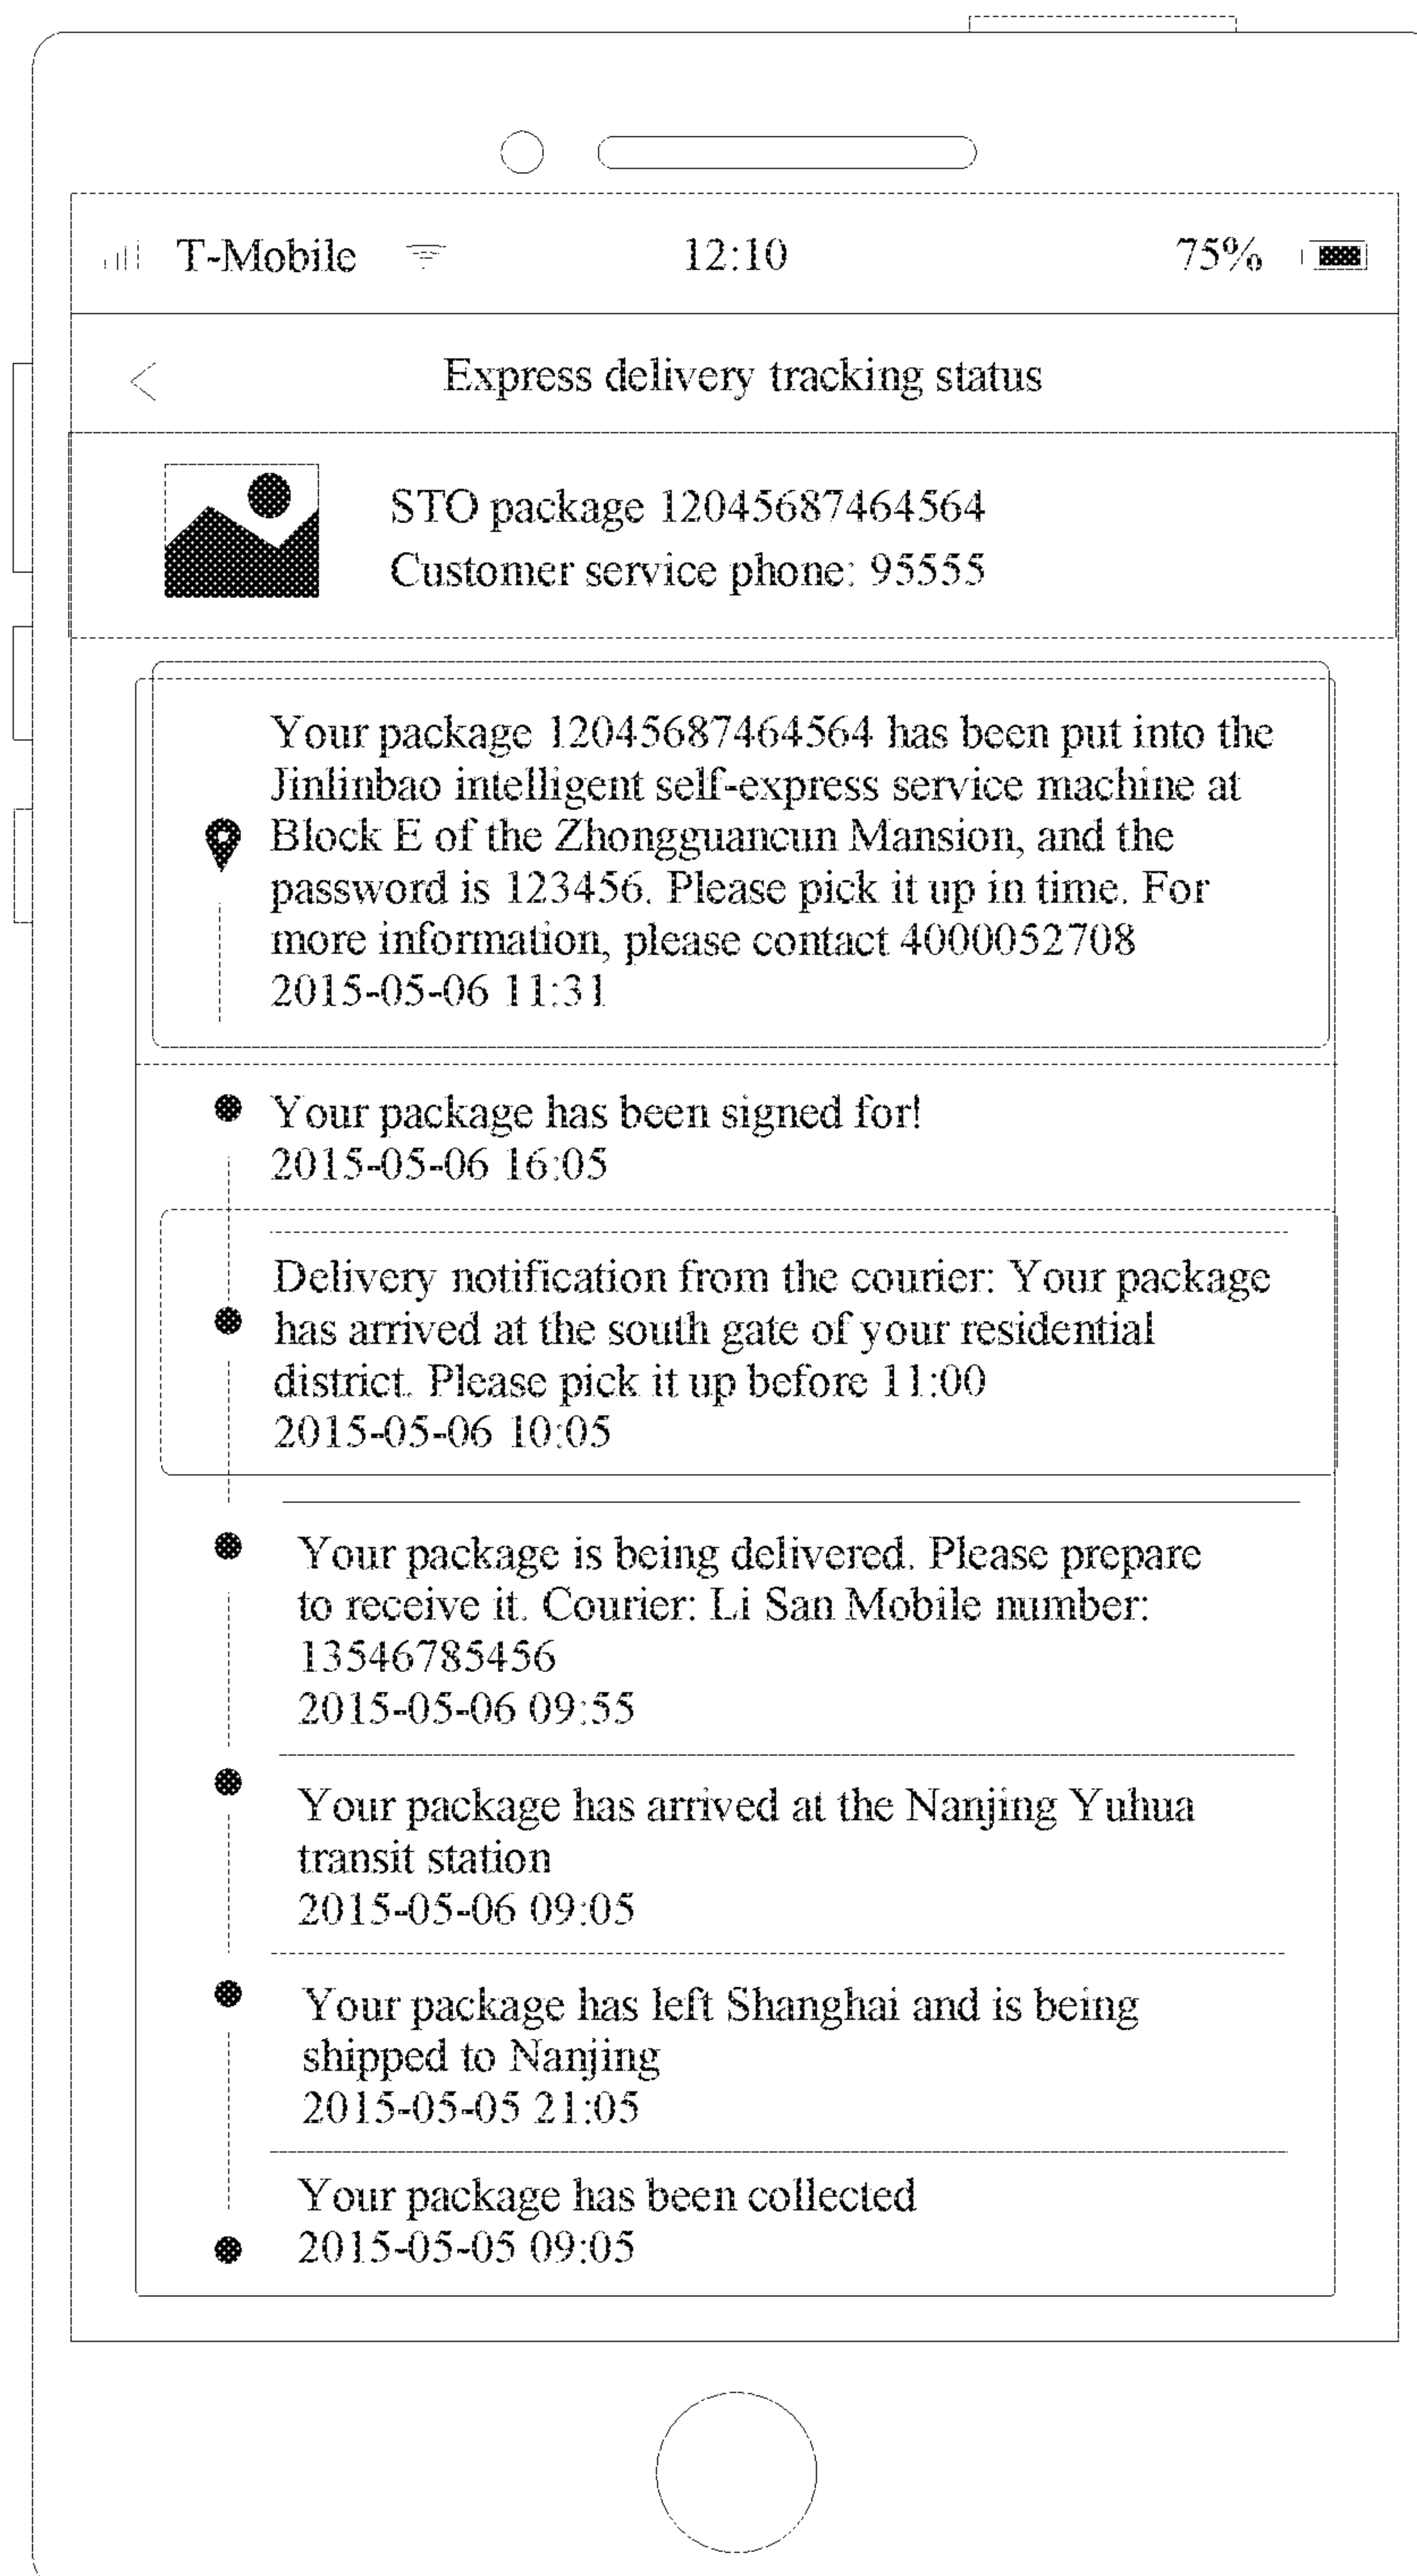 T-Mobile 12:10 75%
Express delivery tracking status
STO package 12045687464564
Customer service phone: 95555
Your package 12045687464564 has been put into the
Jinlinbao intelligent self-express service machine at
Block E of the Zhongguancun Mansion, and the
password is 123456. Please pick it up in time. For
more information, please contact 4000052708
2015-05-06 11:31
Your package has been signed for!
2015-05-06 16:05
Delivery notification from the courier: Your package
has arrived at the south gate of your residential
district. Please pick it up before 11:00
2015-05-06 10:05
Your package is being delivered. Please prepare
to receive it. Courier: Li San Mobile number:
13546785456
2015-05-06 09:55
Your package has arrived at the Nanjing Yuhua
transit station
2015-05-06 09:05
Your package has left Shanghai and is being
shipped to Nanjing
2015-05-05 21:05
Your package has been collected
2015-05-05 09:05